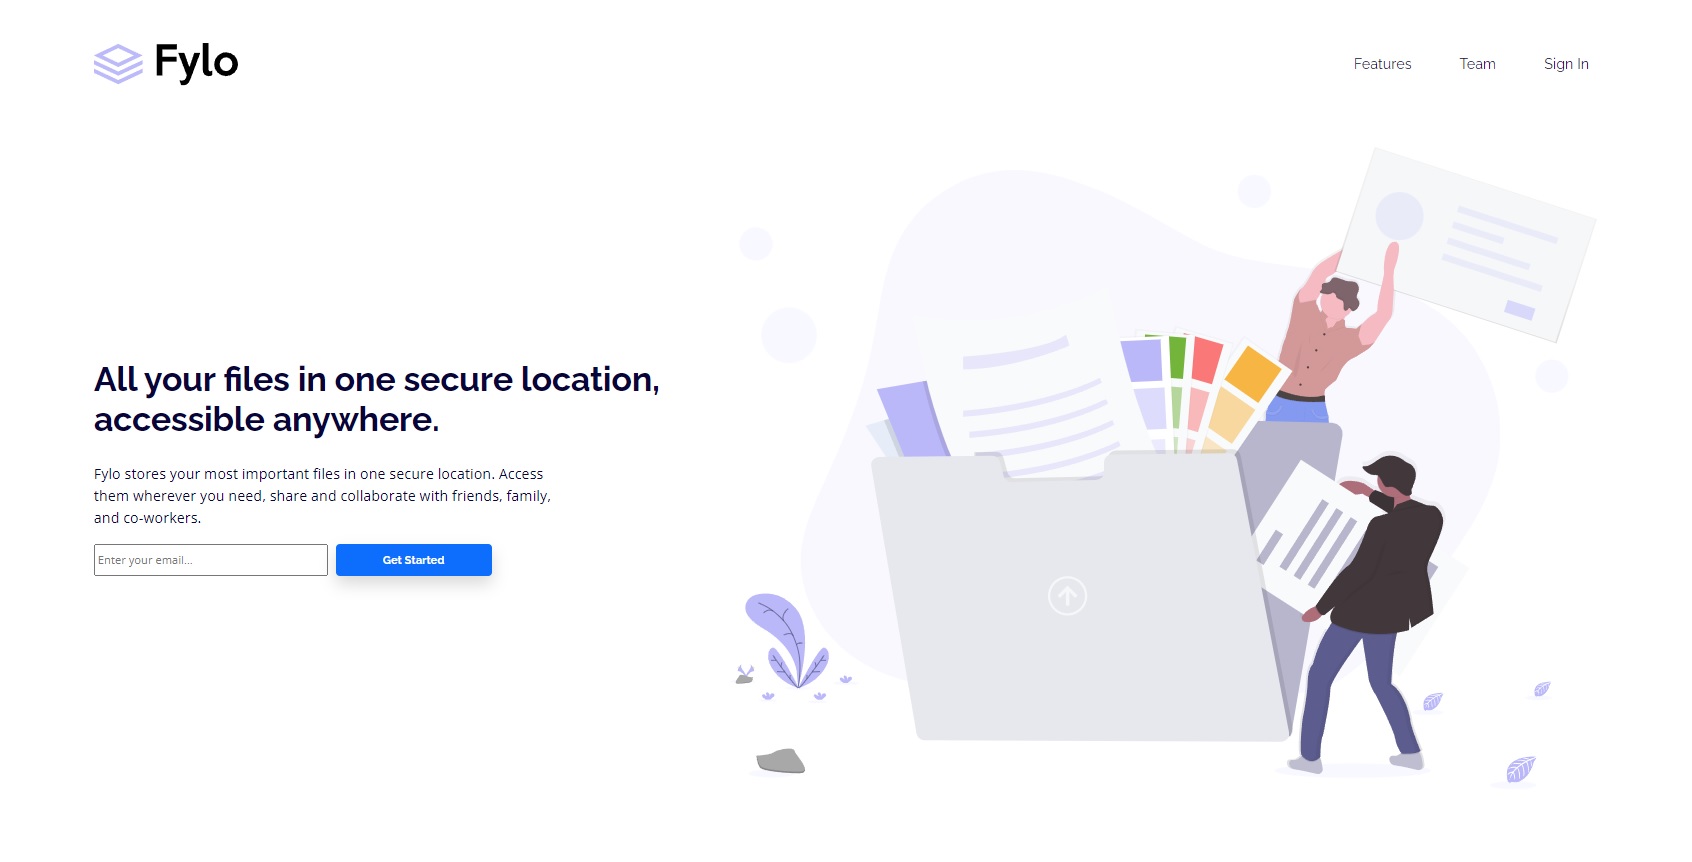 Fylo
Features
Team
Sign In
All your files in one secure location,
accessible anywhere.
Fylo stores your most important files in one secure location. Access
them wherever you need, share and collaborate with friends, family,
and co-workers.
Enter your email...
Get Started